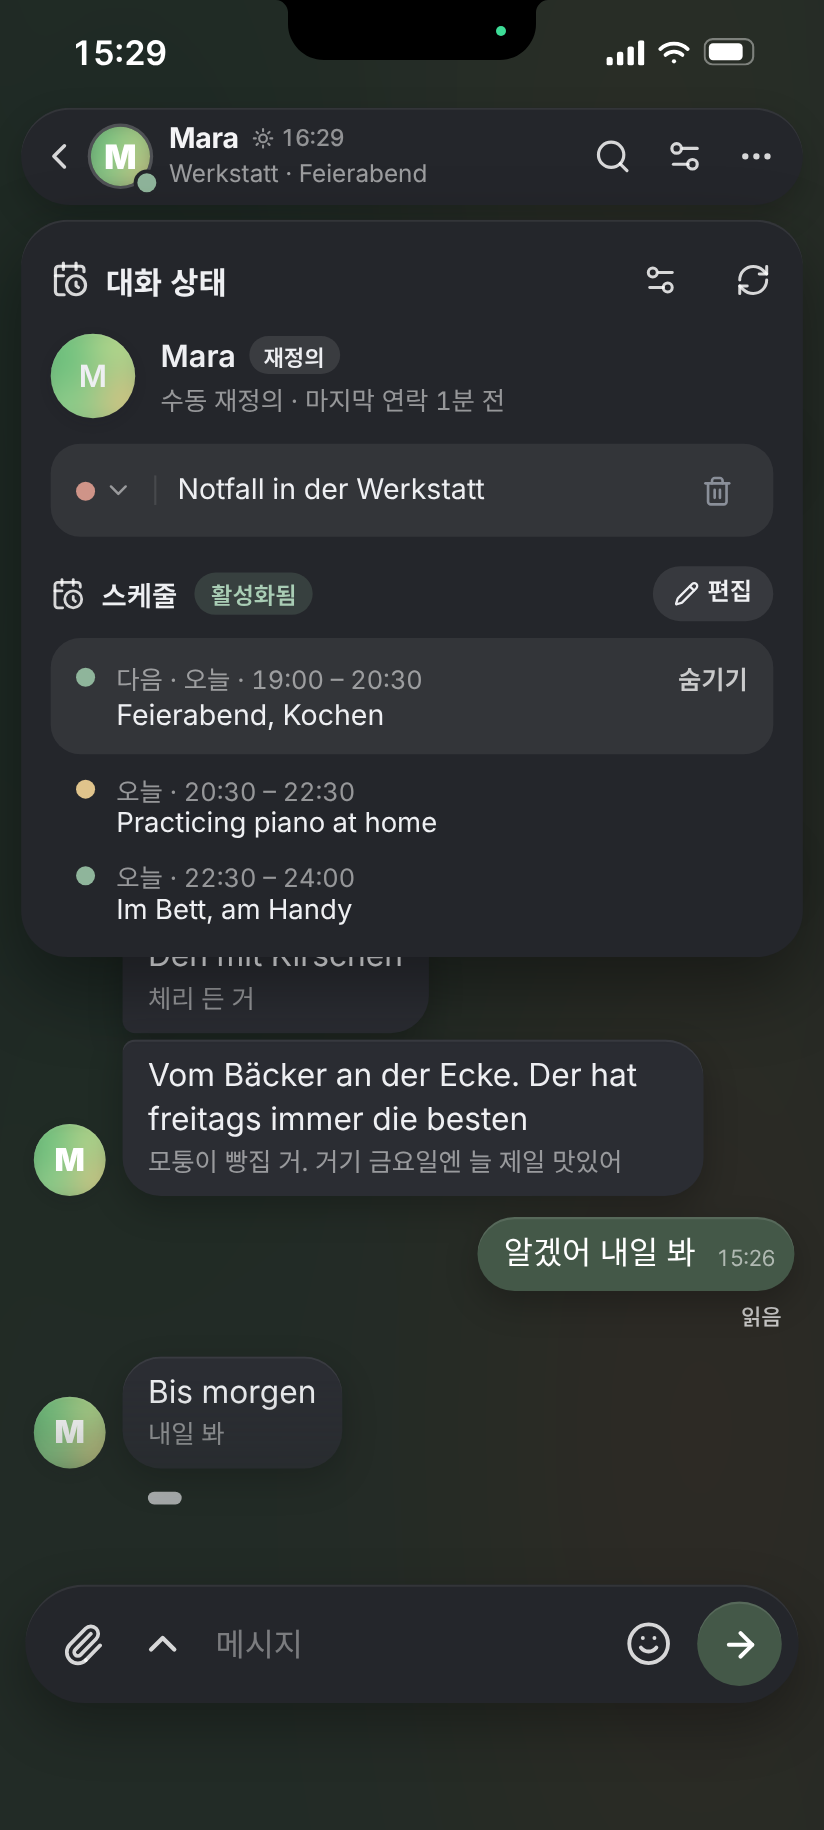 15:29
Mara 16:29
Werkstatt · Feierabend
대화 상태
M
Mara 재정의
수동 재정의 · 마지막 연락 1분 전
Notfall in der Werkstatt
스케줄 활성화됨 편집
다음 · 오늘 · 19:00 – 20:30 숨기기
Feierabend, Kochen
오늘 · 20:30 – 22:30
Practicing piano at home
오늘 · 22:30 – 24:00
Im Bett, am Handy
Den mit Kirschen
체리 든 거
Vom Bäcker an der Ecke. Der hat
freitags immer die besten
모퉁이 빵집 거. 거기 금요일엔 늘 제일 맛있어
M
알겠어 내일 봐 15:26
읽음
Bis morgen
내일 봐
M
메시지